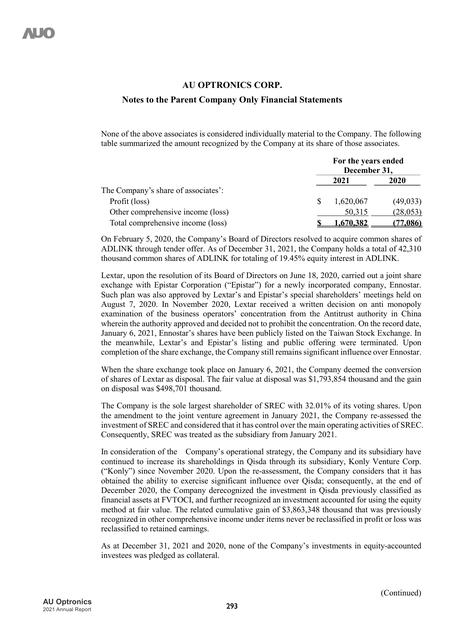 AUO
AU OPTRONICS CORP.
Notes to the Parent Company Only Financial Statements
None of the above associates is considered individually material to the Company. The following
table summarized the amount recognized by the Company at its share of those associates.
For the years ended
December 31,
2021 2020
The Company's share of associates':
Profit (loss) $ 1,620,067 (49,033)
Other comprehensive income (loss) 50,315 (28,053)
Total comprehensive income (loss) $ 1,670,382 (77,086)
On February 5, 2020, the Company's Board of Directors resolved to acquire common shares of
ADLINK through tender offer. As of December 31, 2021, the Company holds a total of 42,310
thousand common shares of ADLINK for totaling of 19.45% equity interest in ADLINK.
Lextar, upon the resolution of its Board of Directors on June 18, 2020, carried out a joint share
exchange with Epistar Corporation ("Epistar") for a newly incorporated company, Ennostar.
Such plan was also approved by Lextar's and Epistar's special shareholders' meetings held on
August 7, 2020. In November 2020, Lextar received a written decision on anti monopoly
examination of the business operators' concentration from the Antitrust authority in China
wherein the authority approved and decided not to prohibit the concentration. On the record date,
January 6, 2021, Ennostar's shares have been publicly listed on the Taiwan Stock Exchange. In
the meanwhile, Lextar's and Epistar's listing and public offering were terminated. Upon
completion of the share exchange, the Company still remains significant influence over Ennostar.
When the share exchange took place on January 6, 2021, the Company deemed the conversion
of shares of Lextar as disposal. The fair value at disposal was $1,793,854 thousand and the gain
on disposal was $498,701 thousand.
The Company is the sole largest shareholder of SREC with 32.01% of its voting shares. Upon
the amendment to the joint venture agreement in January 2021, the Company re-assessed the
investment of SREC and considered that it has control over the main operating activities of SREC.
Consequently, SREC was treated as the subsidiary from January 2021.
In consideration of the Company's operational strategy, the Company and its subsidiary have
continued to increase its shareholdings in Qisda through its subsidiary, Konly Venture Corp.
("Konly") since November 2020. Upon the re-assessment, the Company considers that it has
obtained the ability to exercise significant influence over Qisda; consequently, at the end of
December 2020, the Company derecognized the investment in Qisda previously classified as
financial assets at FVTOCI, and further recognized an investment accounted for using the equity
method at fair value. The related cumulative gain of $3,863,348 thousand that was previously
recognized in other comprehensive income under items never be reclassified in profit or loss was
reclassified to retained earnings.
As at December 31, 2021 and 2020, none of the Company's investments in equity-accounted
investees was pledged as collateral.
(Continued)
AU Optronics
2021 Annual Report
293